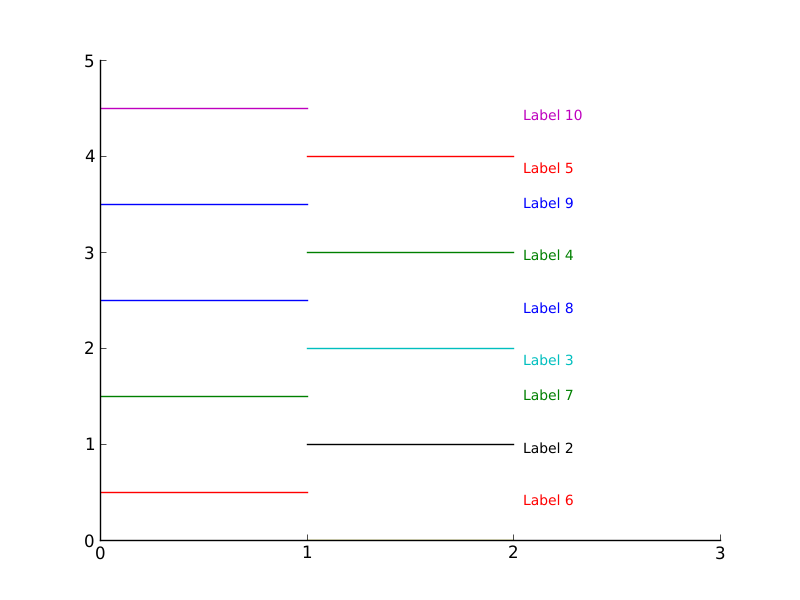 5
Label 10
4
Label 5
Label 9
3
Label 4
Label 8
2
Label 3
Label 7
1
Label 2
Label 6
0
0 1 2 3